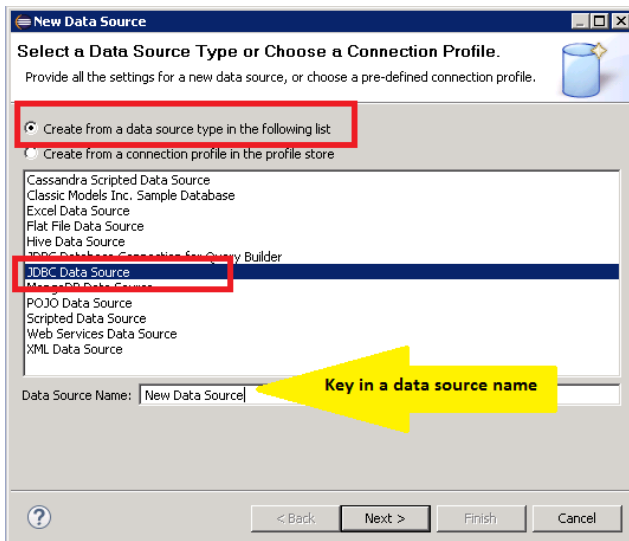 New Data Source
Select a Data Source Type or Choose a Connection Profile.
Provide all the settings for a new data source, or choose a pre-defined connection profile.
Create from a data source type in the following list
Create from a connection profile in the profile store
Cassandra Scripted Data Source
Classic Models Inc. Sample Database
Excel Data Source
Flat File Data Source
Hive Data Source
JDBC Database Connection for Query Builder
JDBC Data Source
MongoDB Data Source
POJO Data Source
Scripted Data Source
Web Services Data Source
XML Data Source
Key in a data source name
Data Source Name: New Data Source
? < Back Next > Finish Cancel